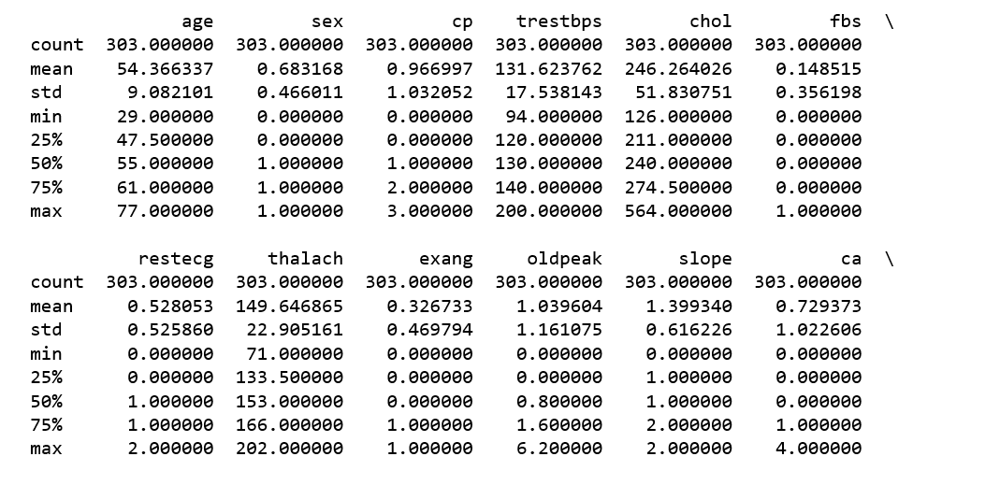 age sex cp trestbps chol fbs \
count 303.000000 303.000000 303.000000 303.000000 303.000000 303.000000
mean 54.366337 0.683168 0.966997 131.623762 246.264026 0.148515
std 9.082101 0.466011 1.032052 17.538143 51.830751 0.356198
min 29.000000 0.000000 0.000000 94.000000 126.000000 0.000000
25% 47.500000 0.000000 0.000000 120.000000 211.000000 0.000000
50% 55.000000 1.000000 1.000000 130.000000 240.000000 0.000000
75% 61.000000 1.000000 2.000000 140.000000 274.500000 0.000000
max 77.000000 1.000000 3.000000 200.000000 564.000000 1.000000
restecg thalach exang oldpeak slope ca \
count 303.000000 303.000000 303.000000 303.000000 303.000000 303.000000
mean 0.528053 149.646865 0.326733 1.039604 1.399340 0.729373
std 0.525860 22.905161 0.469794 1.161075 0.616226 1.022606
min 0.000000 71.000000 0.000000 0.000000 0.000000 0.000000
25% 0.000000 133.500000 0.000000 0.000000 1.000000 0.000000
50% 1.000000 153.000000 0.000000 0.800000 1.000000 0.000000
75% 1.000000 166.000000 1.000000 1.600000 2.000000 1.000000
max 2.000000 202.000000 1.000000 6.200000 2.000000 4.000000